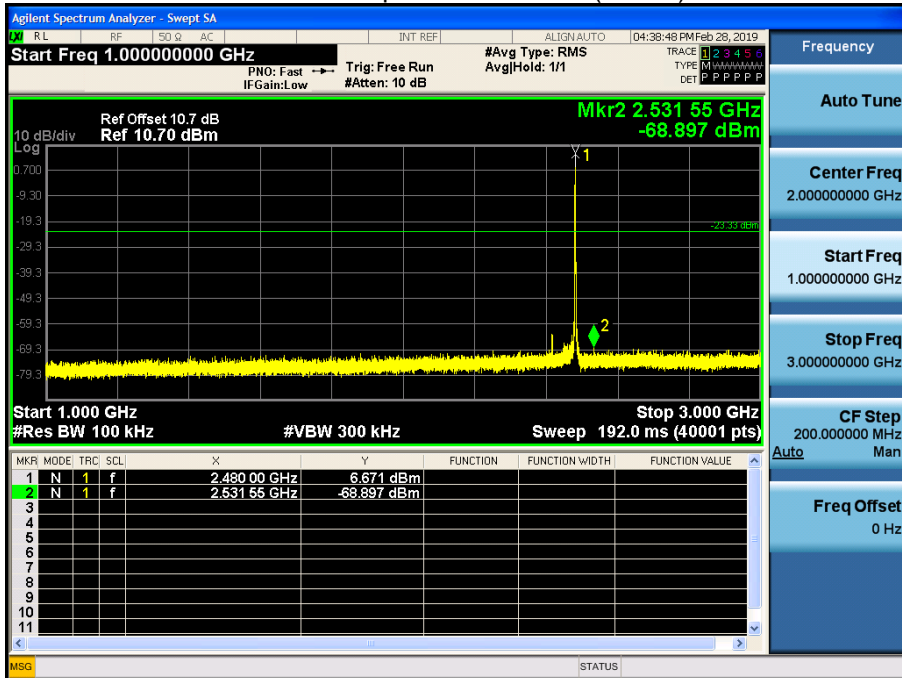 Agilent Spectrum Analyzer - Swept SA
LXI RL RF 50 Ω AC INT REF ALIGN AUTO 04:38:48 PM Feb 28, 2019
Start Freq 1.000000000 GHz
PNO: Fast
IFGain:Low
Trig: Free Run
#Atten: 10 dB
#Avg Type: RMS
Avg|Hold: 1/1
TRACE 1 2 3 4 5 6
TYPE M WWWWW
DET P P P P P P
Mkr2 2.531 55 GHz
-68.897 dBm
Ref Offset 10.7 dB
10 dB/div Ref 10.70 dBm
Log
0.700
-9.30
-19.3
-29.3
-39.3
-49.3
-59.3
-69.3
-79.3
1
-23.33 dBm
2
Start 1.000 GHz Stop 3.000 GHz
#Res BW 100 kHz #VBW 300 kHz Sweep 192.0 ms (40001 pts)
MKR MODE TRC SCL X Y FUNCTION FUNCTION WIDTH FUNCTION VALUE
1 N 1 f 2.480 00 GHz 6.671 dBm
2 N 1 f 2.531 55 GHz -68.897 dBm
3
4
5
6
7
8
9
10
11
MSG STATUS
Frequency
Auto Tune
Center Freq
2.000000000 GHz
Start Freq
1.000000000 GHz
Stop Freq
3.000000000 GHz
CF Step
200.000000 MHz
Auto Man
Freq Offset
0 Hz